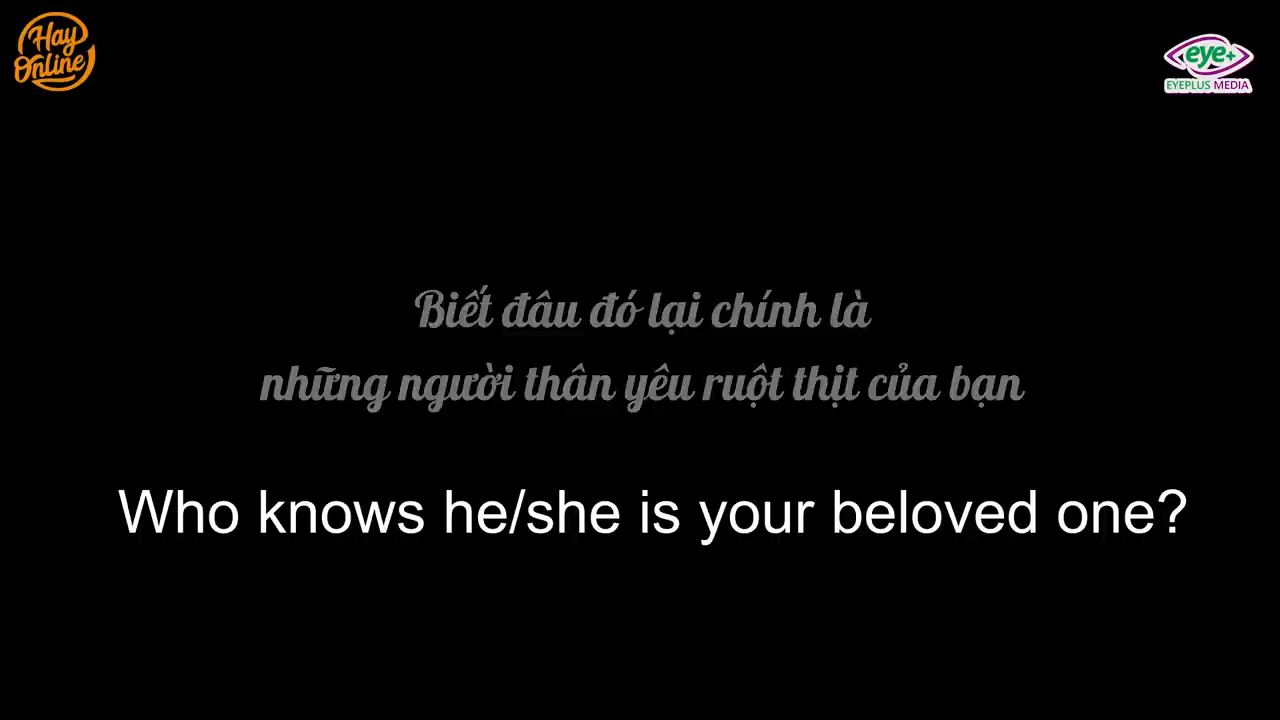 Hay
Online
eye+
EYEPLUS MEDIA
Biết đâu đó lại chính là
những người thân yêu ruột thịt của bạn
Who knows he/she is your beloved one?